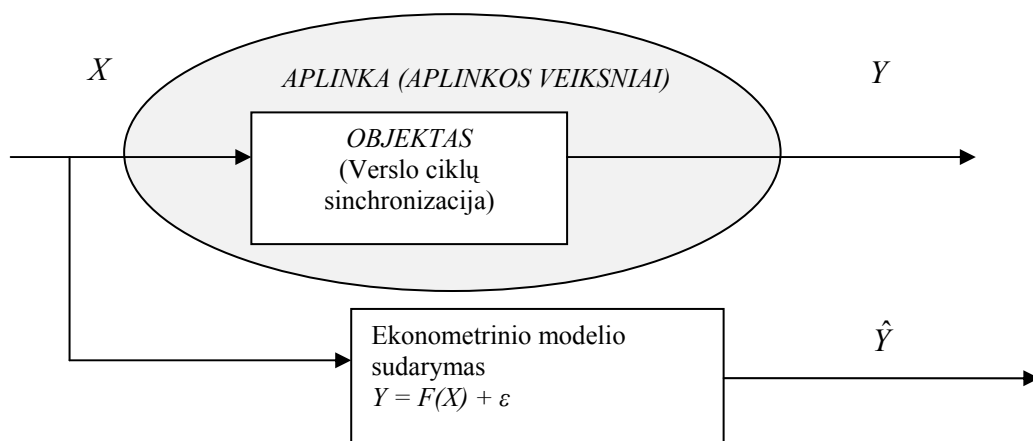 X
APLINKA (APLINKOS VEIKSNIAI)
Y
OBJEKTAS
(Verslo ciklų
sinchronizacija)
Ekonometrinio modelio
sudarymas
Y = F(X) + ε
Ŷ